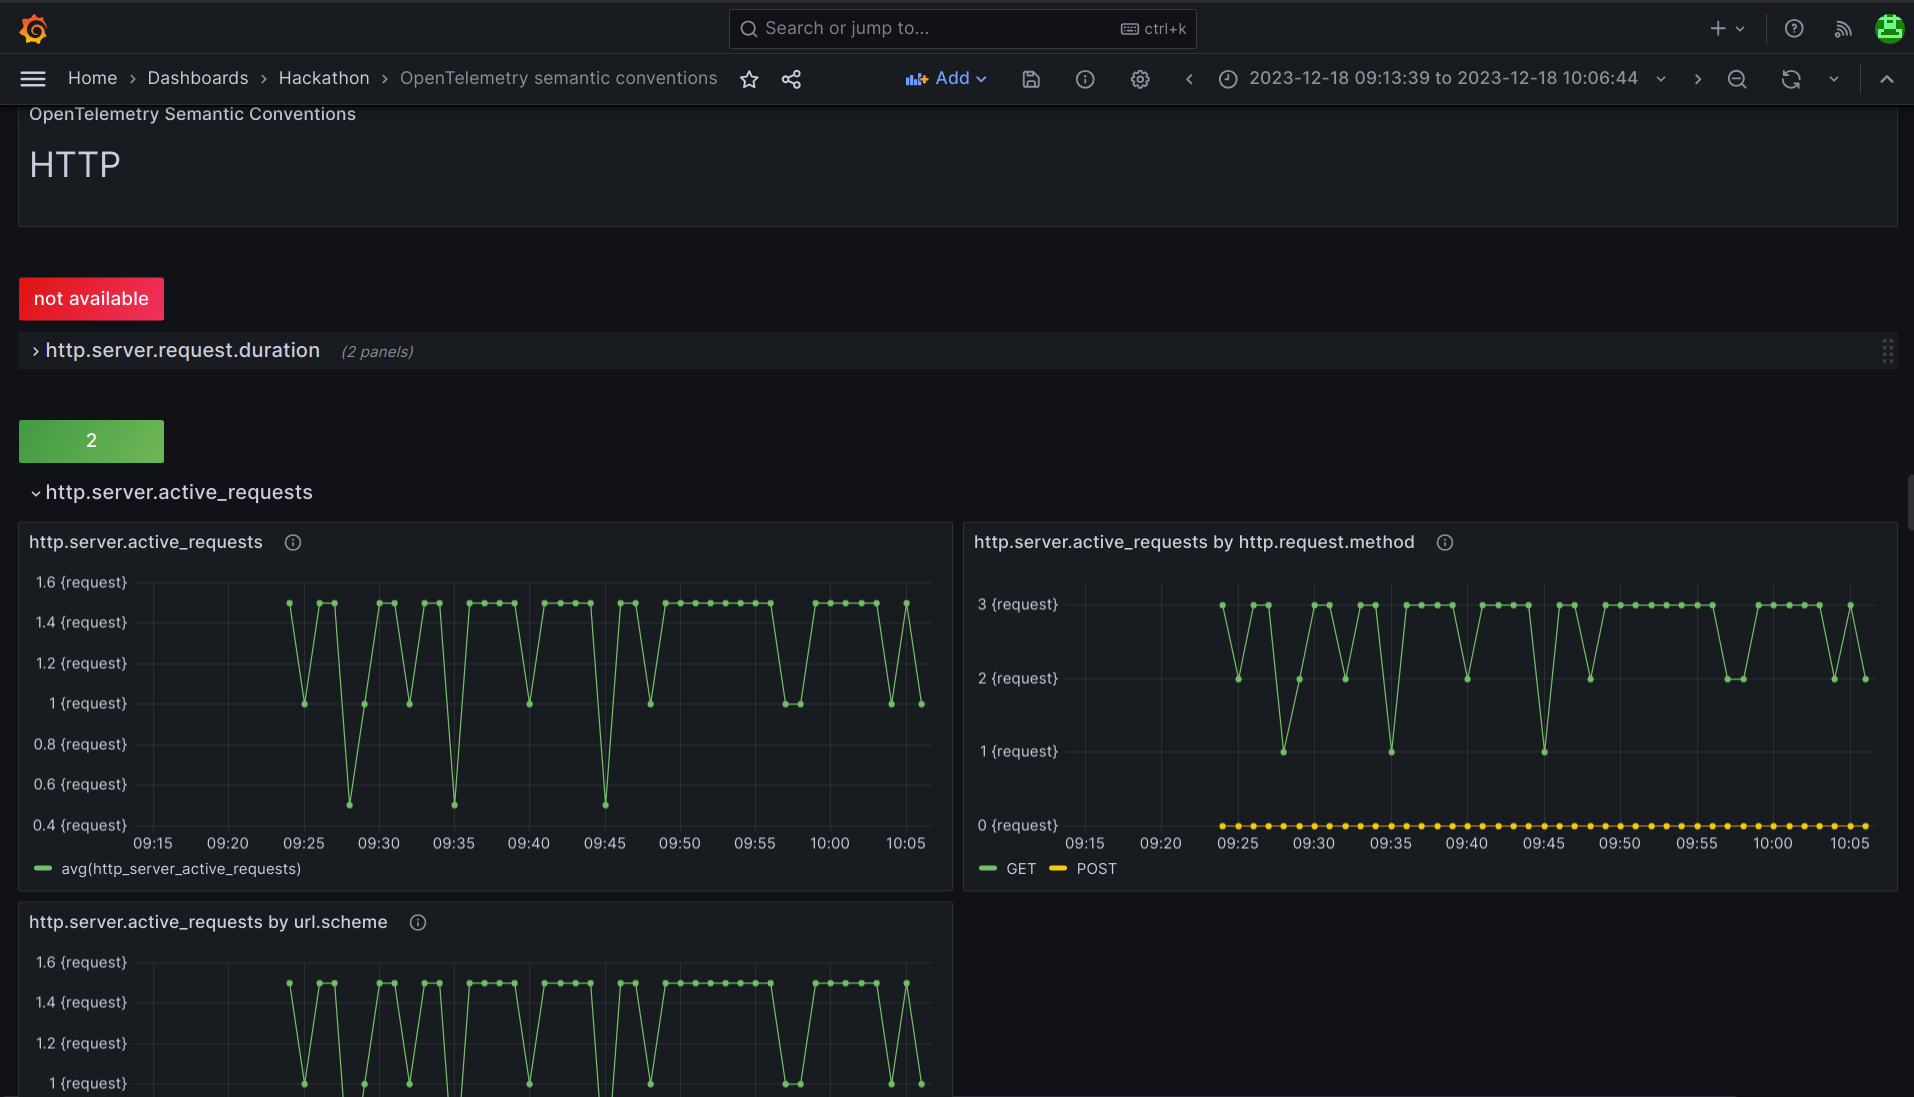 Search or jump to... ctrl+k
Home › Dashboards › Hackathon › OpenTelemetry semantic conventions Add 2023-12-18 09:13:39 to 2023-12-18 10:06:44
OpenTelemetry Semantic Conventions
HTTP
not available
http.server.request.duration (2 panels)
2
http.server.active_requests
http.server.active_requests
1.6 {request}
1.4 {request}
1.2 {request}
1 {request}
0.8 {request}
0.6 {request}
0.4 {request}
09:15 09:20 09:25 09:30 09:35 09:40 09:45 09:50 09:55 10:00 10:05
avg(http_server_active_requests)
http.server.active_requests by http.request.method
3 {request}
2 {request}
1 {request}
0 {request}
09:15 09:20 09:25 09:30 09:35 09:40 09:45 09:50 09:55 10:00 10:05
GET POST
http.server.active_requests by url.scheme
1.6 {request}
1.4 {request}
1.2 {request}
1 {request}